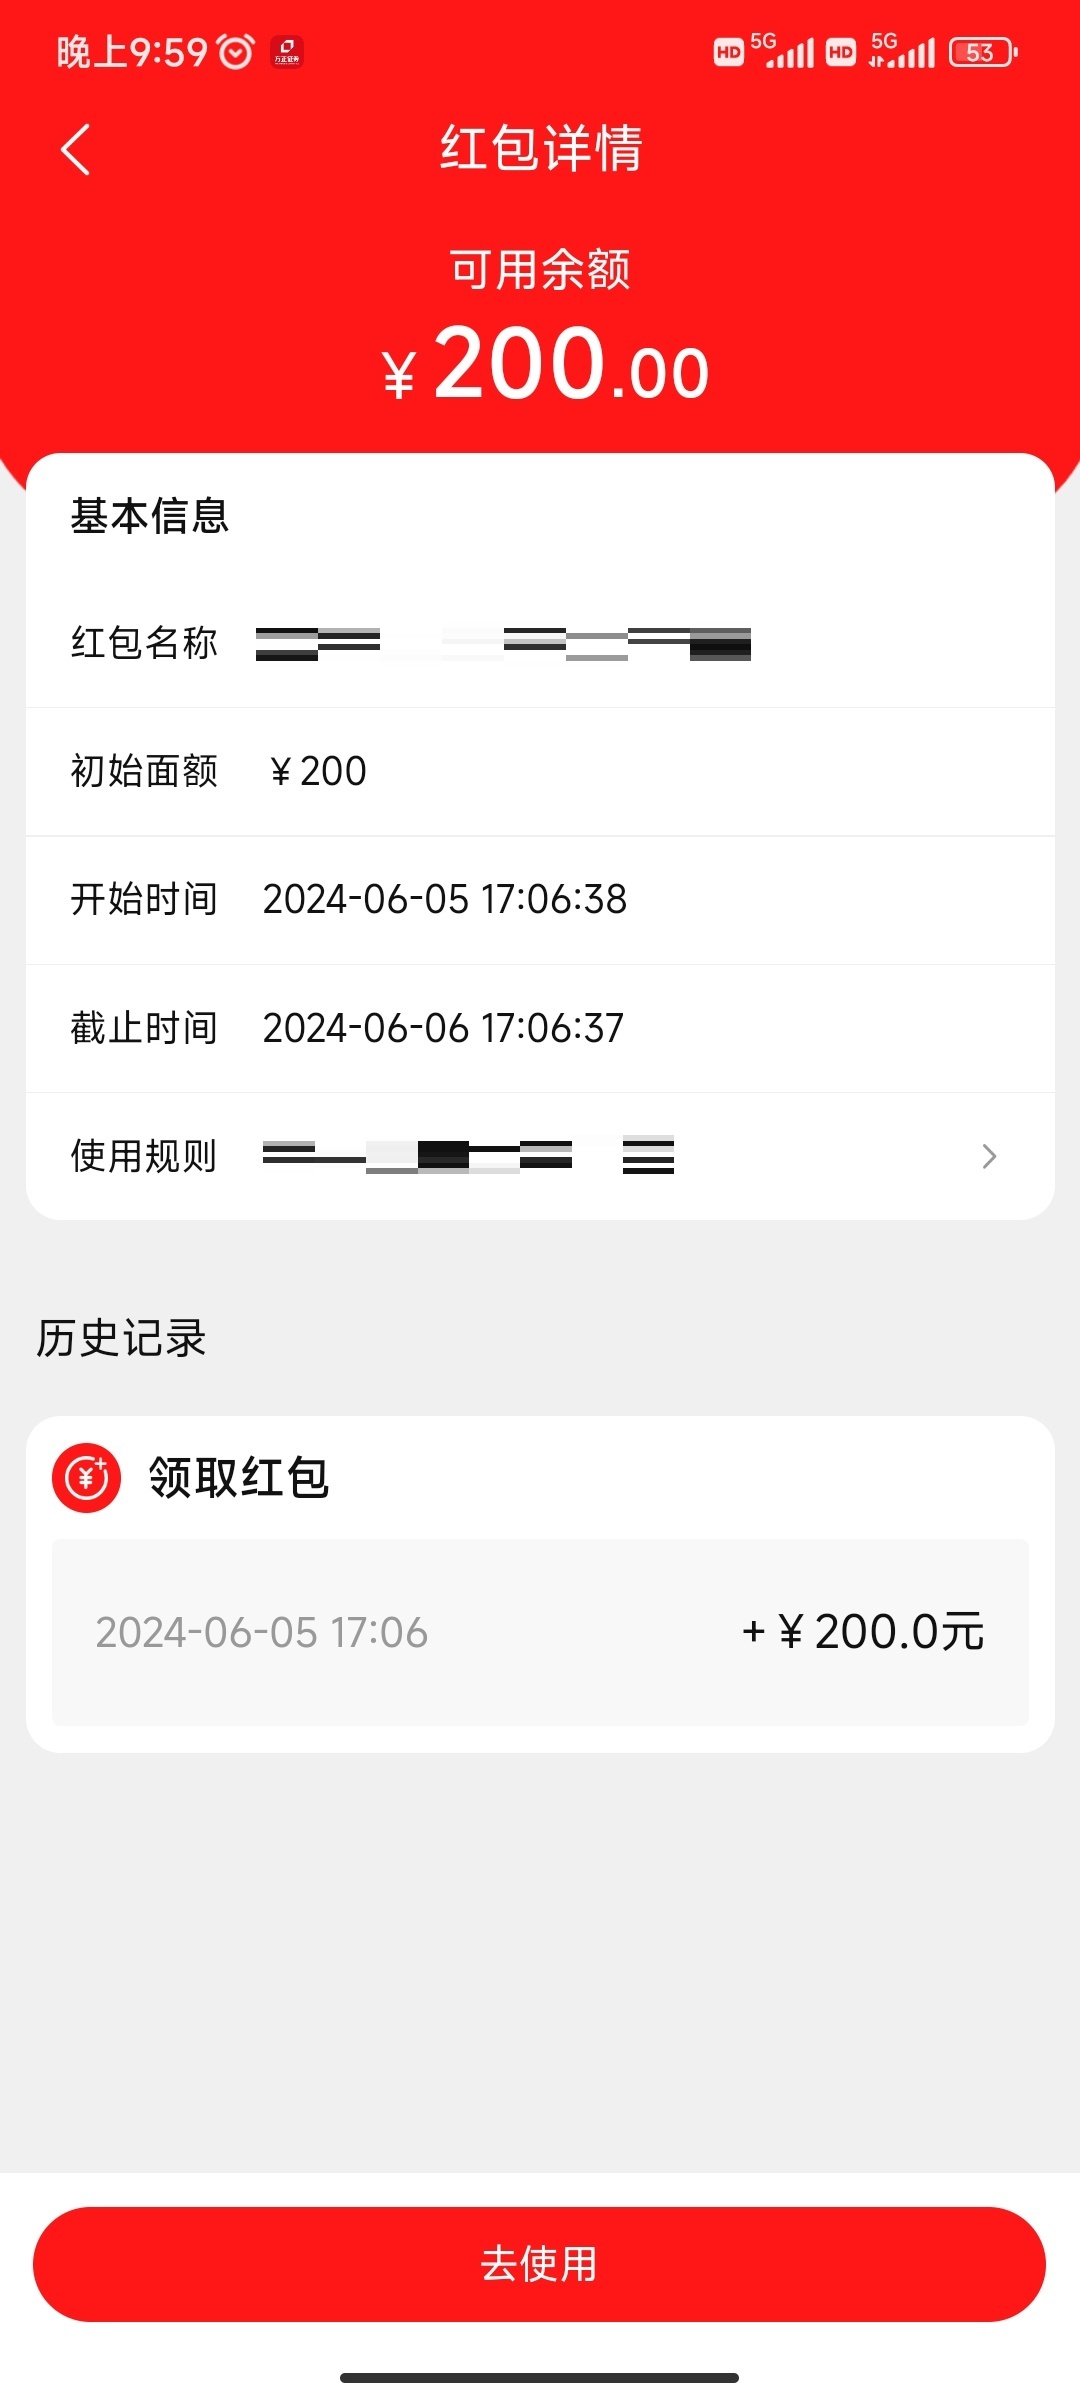 晚上9:59
HD 5G HD 5G 53
红包详情
可用余额
¥200.00
基本信息
红包名称
初始面额 ¥200
开始时间 2024-06-05 17:06:38
截止时间 2024-06-06 17:06:37
使用规则
历史记录
领取红包
2024-06-05 17:06 +¥200.0元
去使用